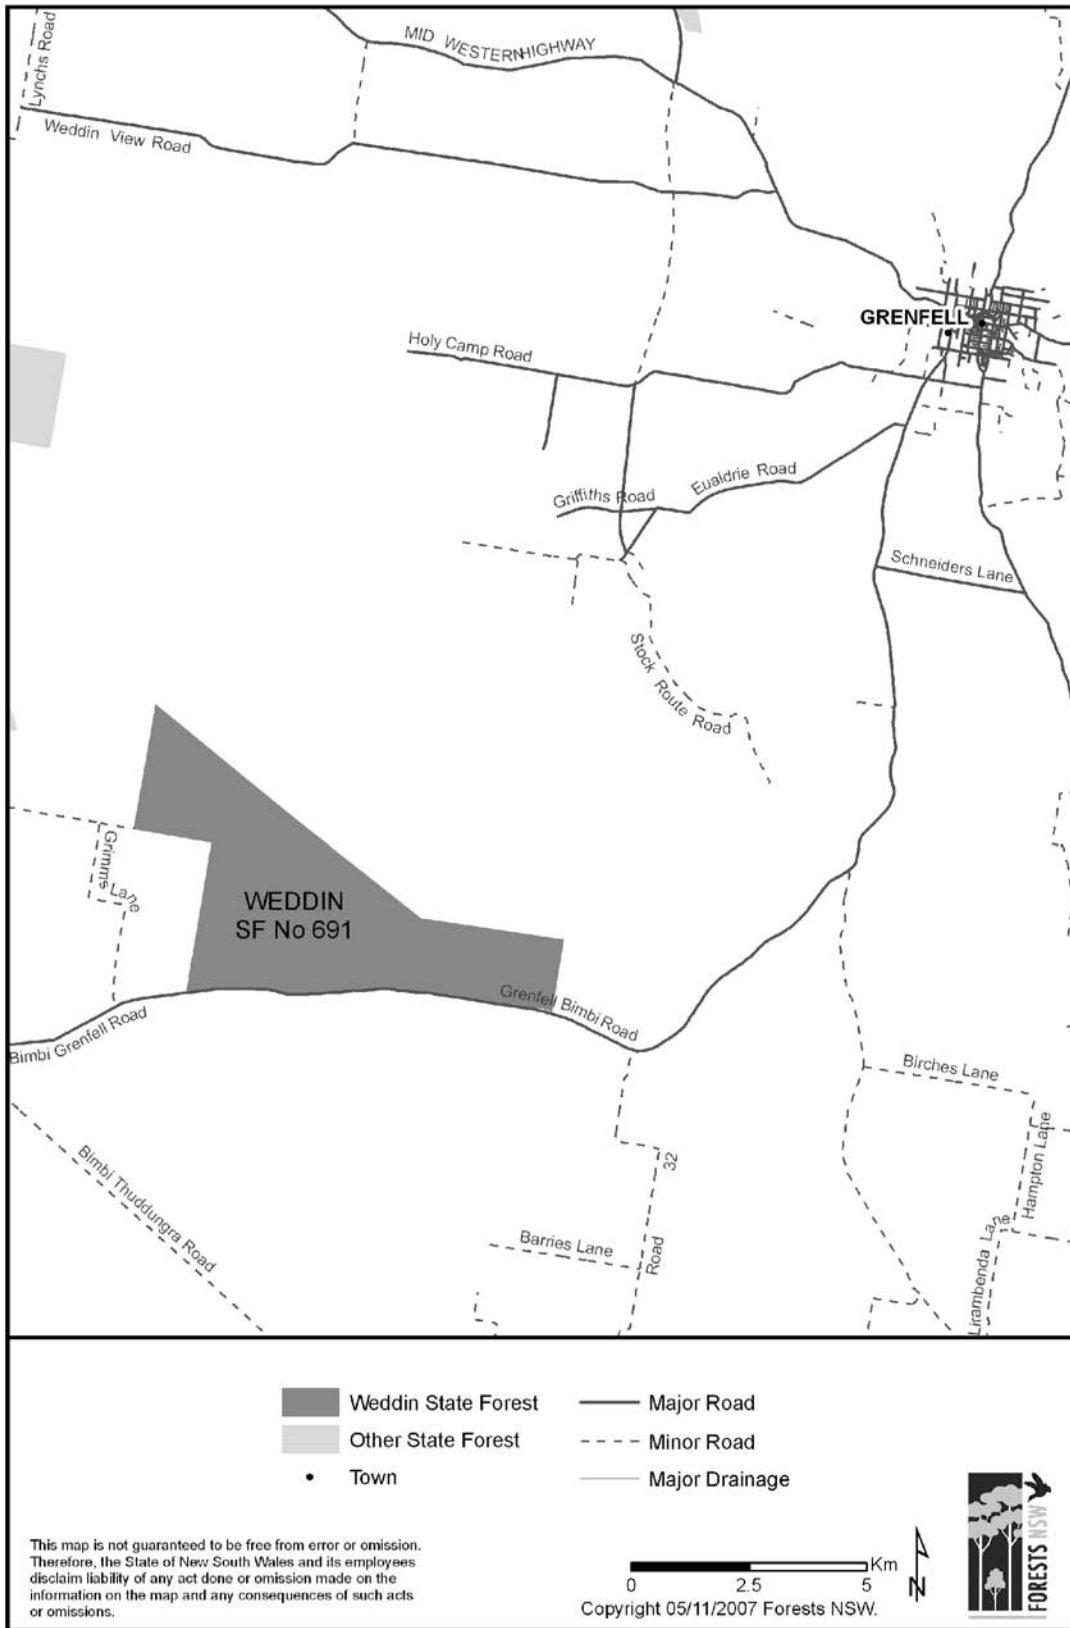 Lynchs Road
MID WESTERN HIGHWAY
Weddin View Road
GRENFELL
Holy Camp Road
Eualdrie Road
Griffiths Road
Schneiders Lane
Stock Route Road
Grimms Lane
WEDDIN
SF No 691
Grenfell Bimbi Road
Bimbi Grenfell Road
Birches Lane
Hampton Lane
Bimbi Thuddungra Road
Road 32
Barries Lane
Lirambenda Lane
Weddin State Forest
Other State Forest
Town
Major Road
Minor Road
Major Drainage
This map is not guaranteed to be free from error or omission.
Therefore, the State of New South Wales and its employees
disclaim liability of any act done or omission made on the
information on the map and any consequences of such acts
or omissions.
Km
0 2.5 5
Copyright 05/11/2007 Forests NSW.
N
FORESTS NSW